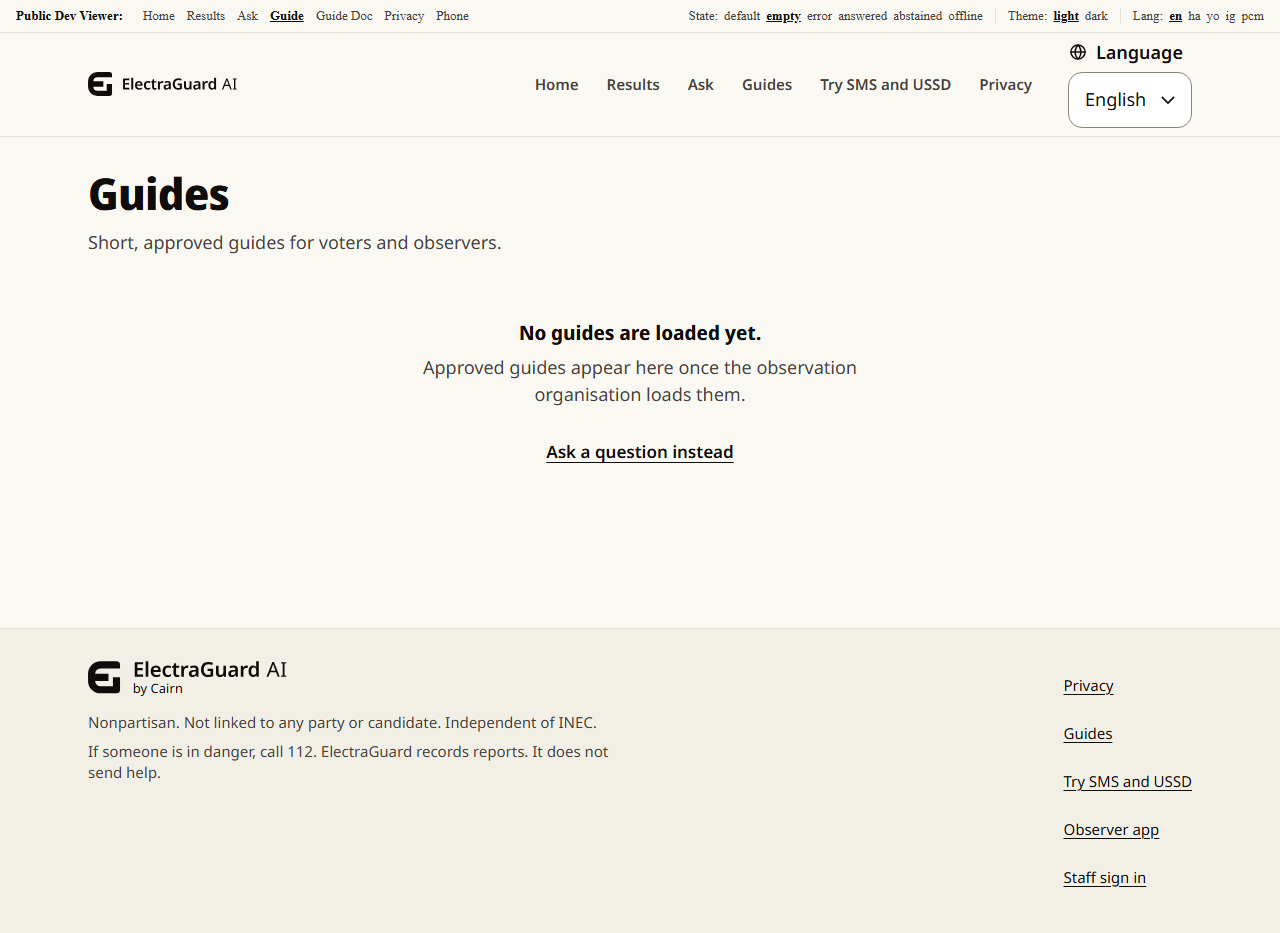 Public Dev Viewer: Home Results Ask Guide Guide Doc Privacy Phone State: default empty error answered abstained offline Theme: light dark Lang: en ha yo ig pcm
Language
ElectraGuard AI Home Results Ask Guides Try SMS and USSD Privacy
English
Guides
Short, approved guides for voters and observers.
No guides are loaded yet.
Approved guides appear here once the observation
organisation loads them.
Ask a question instead
ElectraGuard AI
by Cairn
Nonpartisan. Not linked to any party or candidate. Independent of INEC.
If someone is in danger, call 112. ElectraGuard records reports. It does not
send help.
Privacy
Guides
Try SMS and USSD
Observer app
Staff sign in